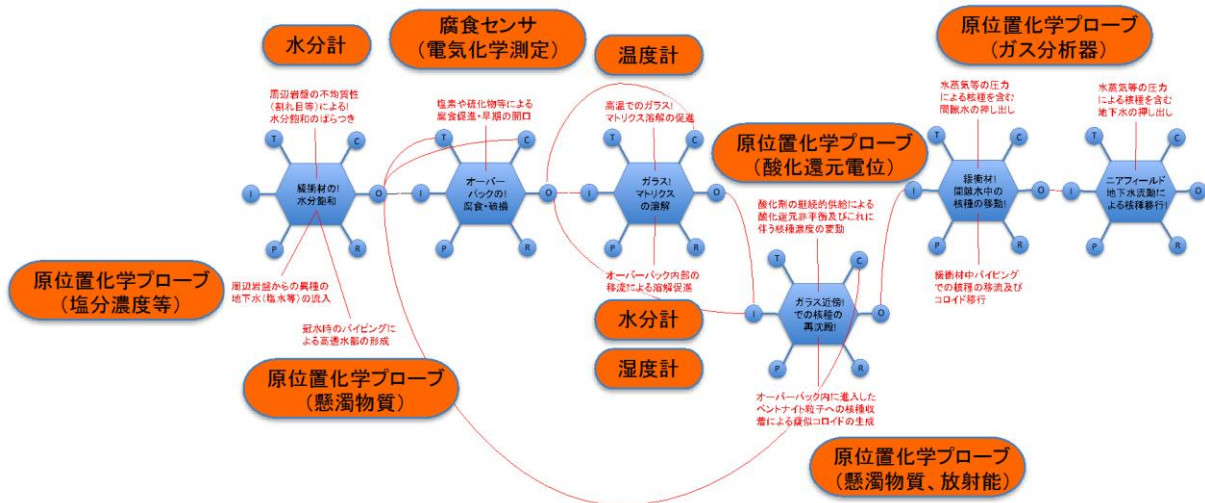 水分計
腐食センサ
(電気化学測定)
温度計
原位置化学プローブ
(ガス分析器)
周辺岩盤の不均質性
(割れ目等)による!
水分飽和のばらつき
塩素や硫化物等による
腐食促進・早期の開口
高温でのガラス!
マトリクス溶解の促進
水蒸気等の圧力
による核種を含む
間隙水の押し出し
水蒸気等の圧力
による核種を含む
地下水の押し出し
T
C
I
O
P
R
緩衝材の!
水分飽和
T
C
I
O
P
R
オーバー
パックの!
腐食・破損
T
C
I
O
P
R
ガラス!
マトリクス
の溶解
原位置化学プローブ
(酸化還元電位)
T
C
I
O
P
R
緩衝材!
間隙水中の
核種の移動!
T
C
I
O
P
R
ニアフィールド
地下水流動に
よる核種移行!
酸化剤の継続的供給による
酸化還元非平衡及びこれに
伴う核種濃度の変動
原位置化学プローブ
(塩分濃度等)
周辺岩盤からの異種の
地下水(塩水等)の流入
冠水時のパイピングに
よる高透水部の形成
オーバーパック内部の
移流による溶解促進
緩衝材中パイピング
での核種の移流及び
コロイド移行
水分計
湿度計
T
C
I
O
P
R
ガラス近傍!
での核種の
再沈殿!
原位置化学プローブ
(懸濁物質)
オーバーパック内に進入した
ベントナイト粒子への核種収
着による疑似コロイドの生成
原位置化学プローブ
(懸濁物質、放射能)